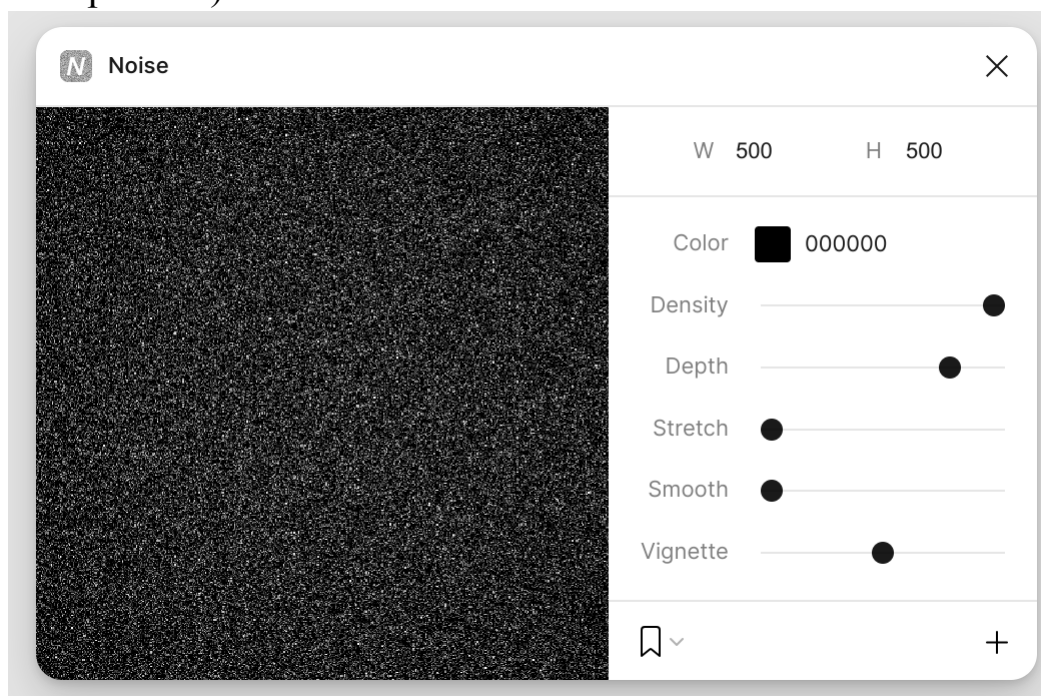 N Noise
W 500 H 500
Color 000000
Density
Depth
Stretch
Smooth
Vignette